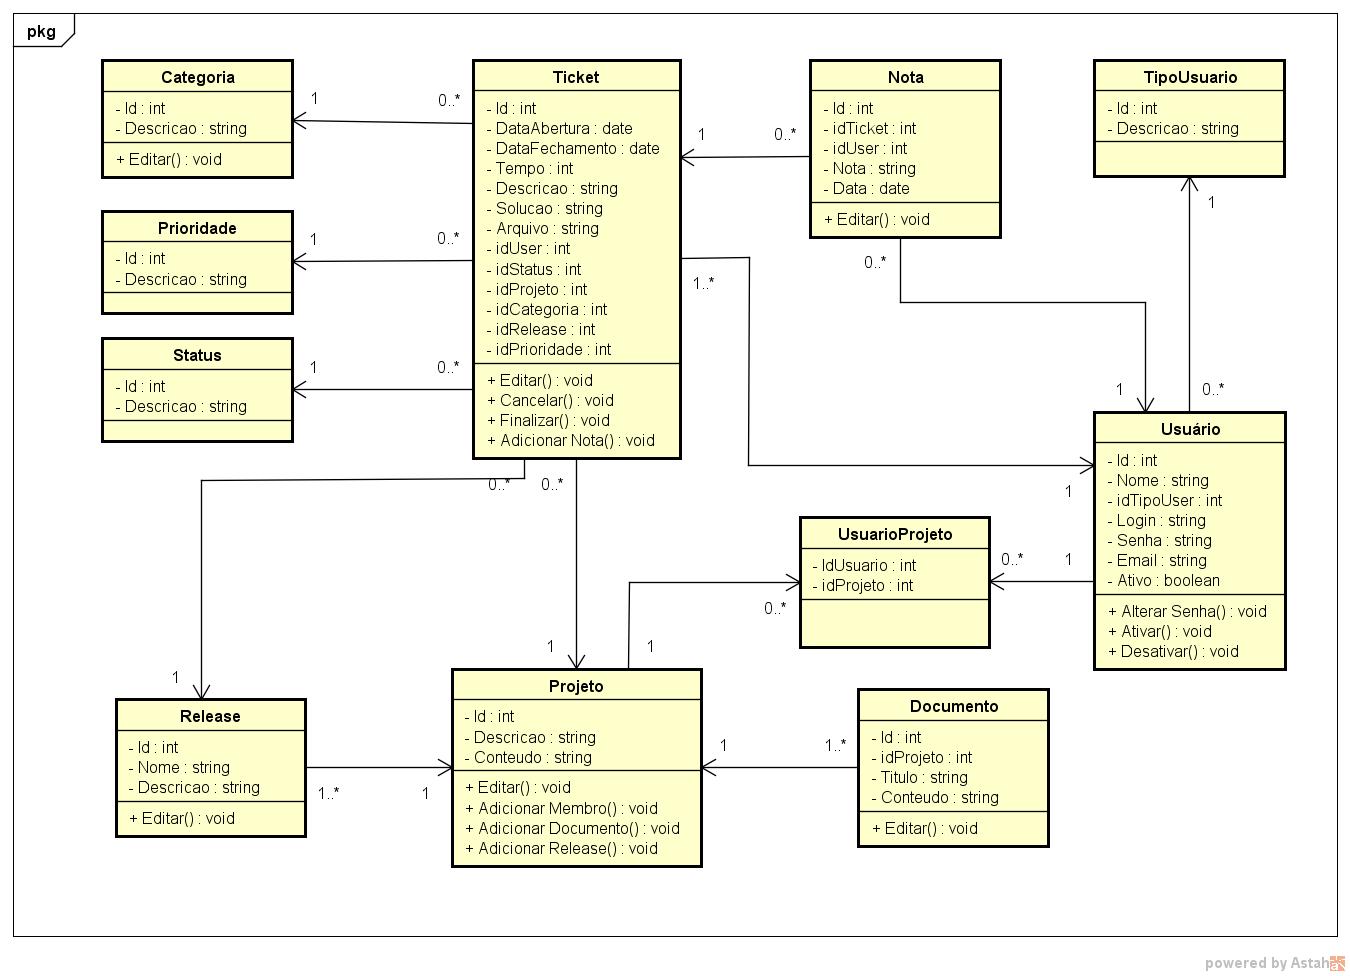 pkg
Categoria
- Id : int
- Descricao : string
+ Editar() : void
1
0..*
Prioridade
- Id : int
- Descricao : string
1
0..*
Status
- Id : int
- Descricao : string
1
0..*
Ticket
- Id : int
- DataAbertura : date
- DataFechamento : date
- Tempo : int
- Descricao : string
- Solucao : string
- Arquivo : string
- idUser : int
- idStatus : int
- idProjeto : int
- idCategoria : int
- idRelease : int
- idPrioridade : int
+ Editar() : void
+ Cancelar() : void
+ Finalizar() : void
+ Adicionar Nota() : void
1
0..*
Nota
- Id : int
- idTicket : int
- idUser : int
- Nota : string
- Data : date
+ Editar() : void
0..*
1
TipoUsuario
- Id : int
- Descricao : string
1
0..*
1..*
1
Usuário
- Id : int
- Nome : string
- idTipoUser : int
- Login : string
- Senha : string
- Email : string
- Ativo : boolean
+ Alterar Senha() : void
+ Ativar() : void
+ Desativar() : void
0..*
1
UsuarioProjeto
- IdUsuario : int
- idProjeto : int
0..*
1
0..*
0..*
1
1
Release
- Id : int
- Nome : string
- Descricao : string
+ Editar() : void
1..*
1
Projeto
- Id : int
- Descricao : string
- Conteudo : string
+ Editar() : void
+ Adicionar Membro() : void
+ Adicionar Documento() : void
+ Adicionar Release() : void
1
1..*
Documento
- Id : int
- idProjeto : int
- Titulo : string
- Conteudo : string
+ Editar() : void
powered by Astah